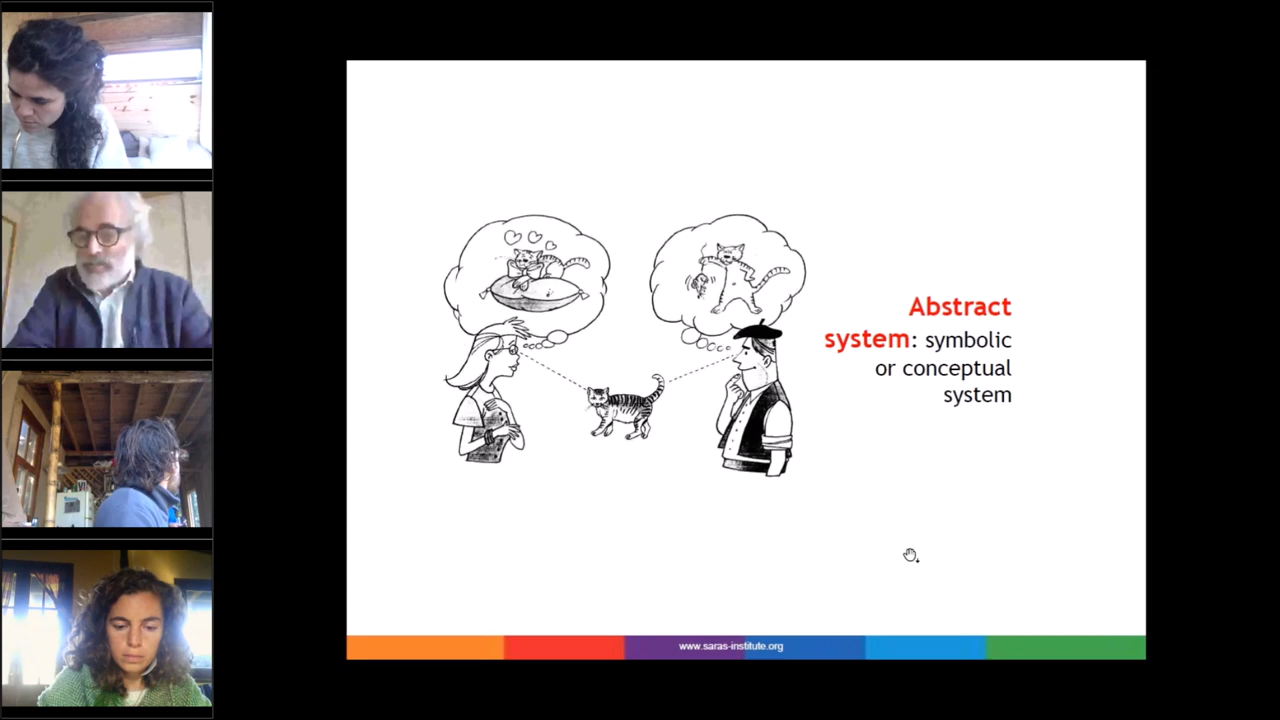 Abstract
system: symbolic
or conceptual
system
www.saras-institute.org